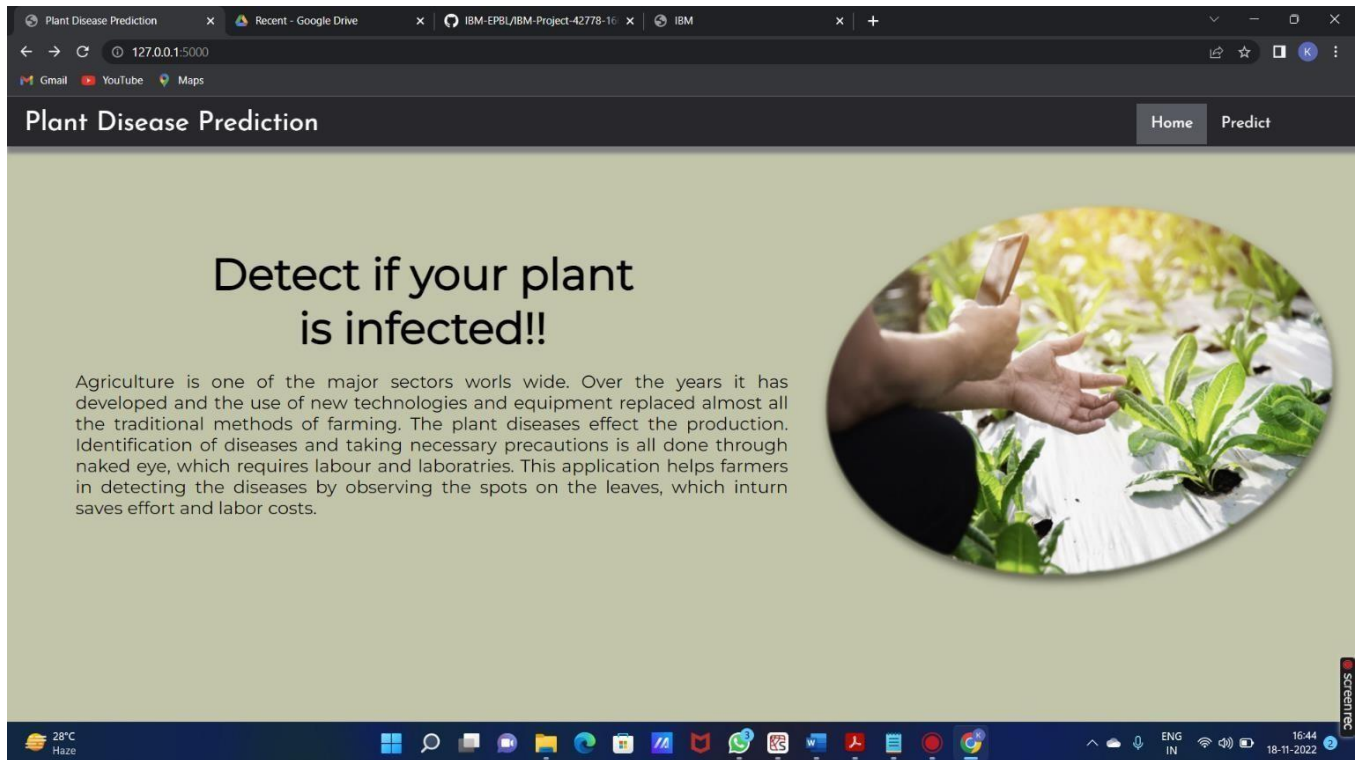 Plant Disease Prediction
Recent - Google Drive
IBM-EPBL/IBM-Project-42778-16
IBM
127.0.0.1:5000
K
Gmail
YouTube
Maps
Plant Disease Prediction
Home
Predict
Detect if your plant
is infected!!
Agriculture is one of the major sectors worls wide. Over the years it has
developed and the use of new technologies and equipment replaced almost all
the traditional methods of farming. The plant diseases effect the production.
Identification of diseases and taking necessary precautions is all done through
naked eye, which requires labour and laboratries. This application helps farmers
in detecting the diseases by observing the spots on the leaves, which inturn
saves effort and labor costs.
screenrec
28°C
Haze
3
K
ENG
IN
16:44
18-11-2022
2